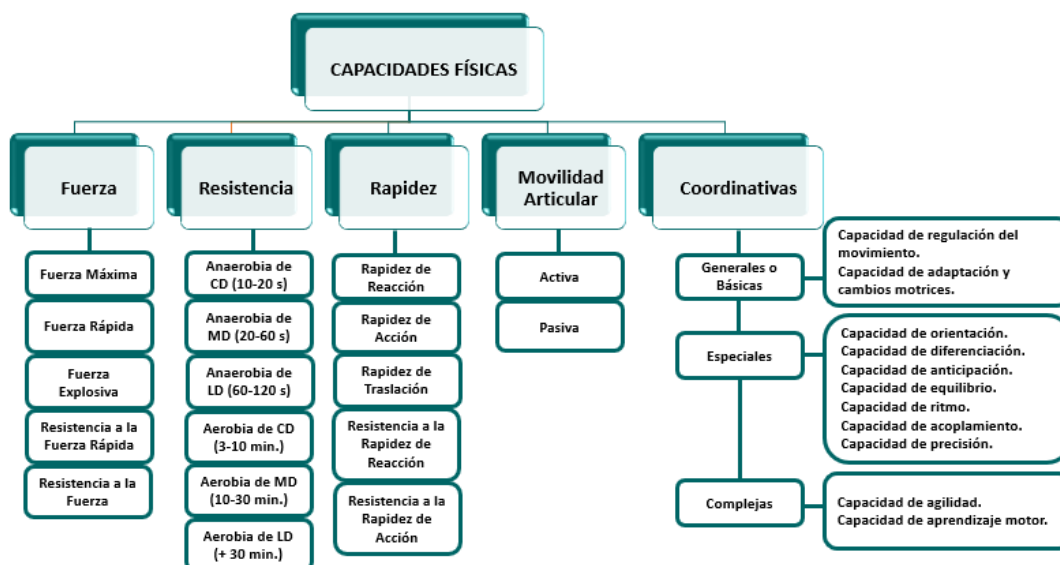 CAPACIDADES FÍSICAS
Fuerza
Resistencia
Rapidez
Movilidad
Articular
Coordinativas
Fuerza Máxima
Fuerza Rápida
Fuerza
Explosiva
Resistencia a la
Fuerza Rápida
Resistencia a la
Fuerza
Anaerobia de
CD (10-20 s)
Anaerobia de
MD (20-60 s)
Anaerobia de
LD (60-120 s)
Aerobia de CD
(3-10 min.)
Aerobia de MD
(10-30 min.)
Aerobia de LD
(+ 30 min.)
Rapidez de
Reacción
Rapidez de
Acción
Rapidez de
Traslación
Resistencia a la
Rapidez de
Reacción
Resistencia a la
Rapidez de
Acción
Activa
Pasiva
Generales o
Básicas
Capacidad de regulación del
movimiento.
Capacidad de adaptación y
cambios motrices.
Especiales
Capacidad de orientación.
Capacidad de diferenciación.
Capacidad de anticipación.
Capacidad de equilibrio.
Capacidad de ritmo.
Capacidad de acoplamiento.
Capacidad de precisión.
Complejas
Capacidad de agilidad.
Capacidad de aprendizaje motor.